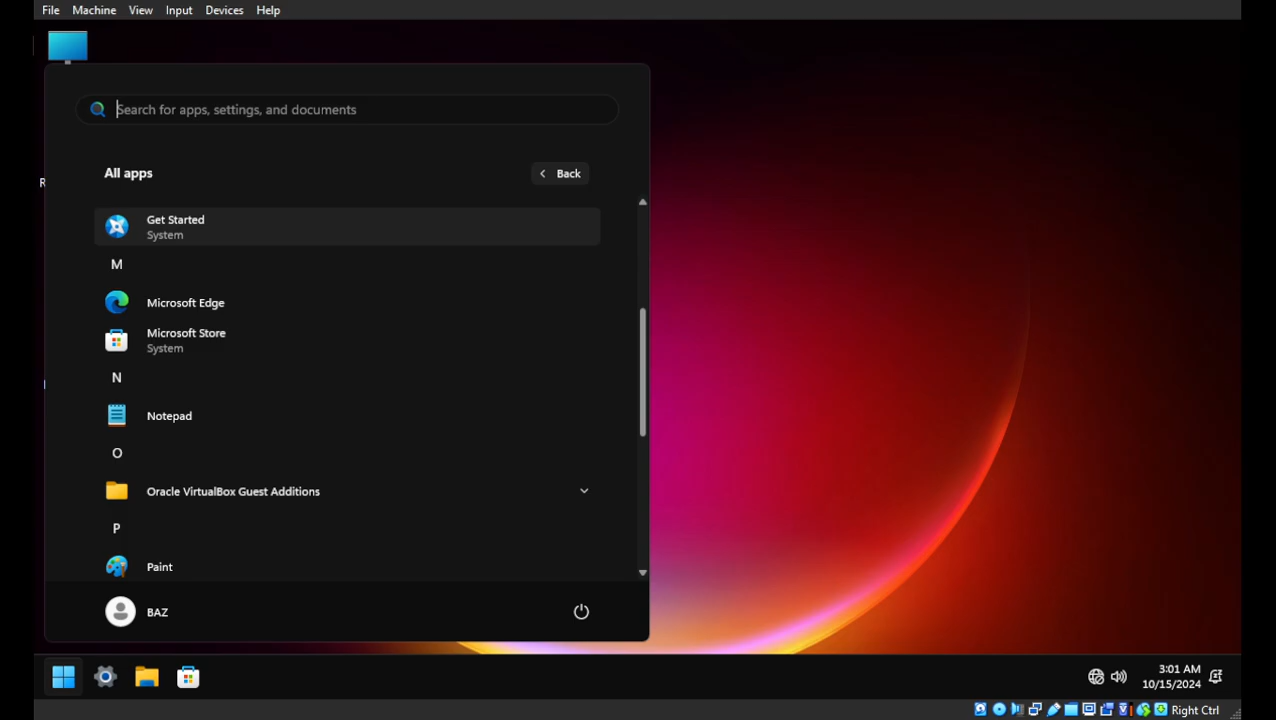 File Machine View Input Devices Help
Search for apps, settings, and documents
All apps
Back
R
Get Started
System
M
Microsoft Edge
Microsoft Store
System
N
Notepad
O
Oracle VirtualBox Guest Additions
P
Paint
BAZ
3:01 AM
10/15/2024
Right Ctrl